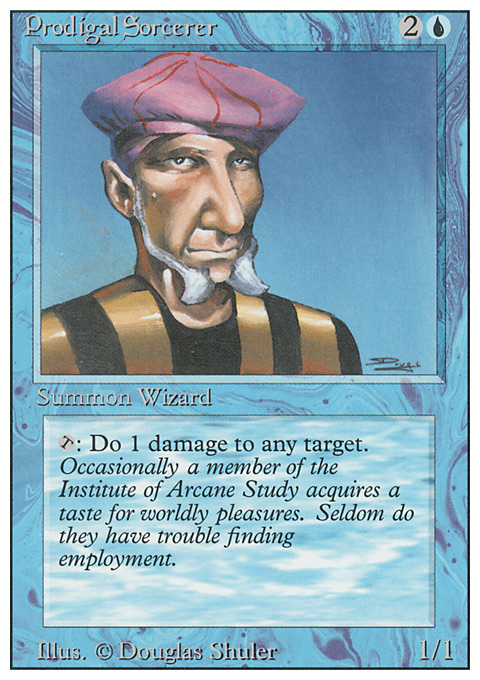 Prodigal Sorcerer 2
Summon Wizard
T: Do 1 damage to any target.
Occasionally a member of the
Institute of Arcane Study acquires a
taste for worldly pleasures. Seldom do
they have trouble finding
employment.
Illus. © Douglas Shuler 1/1